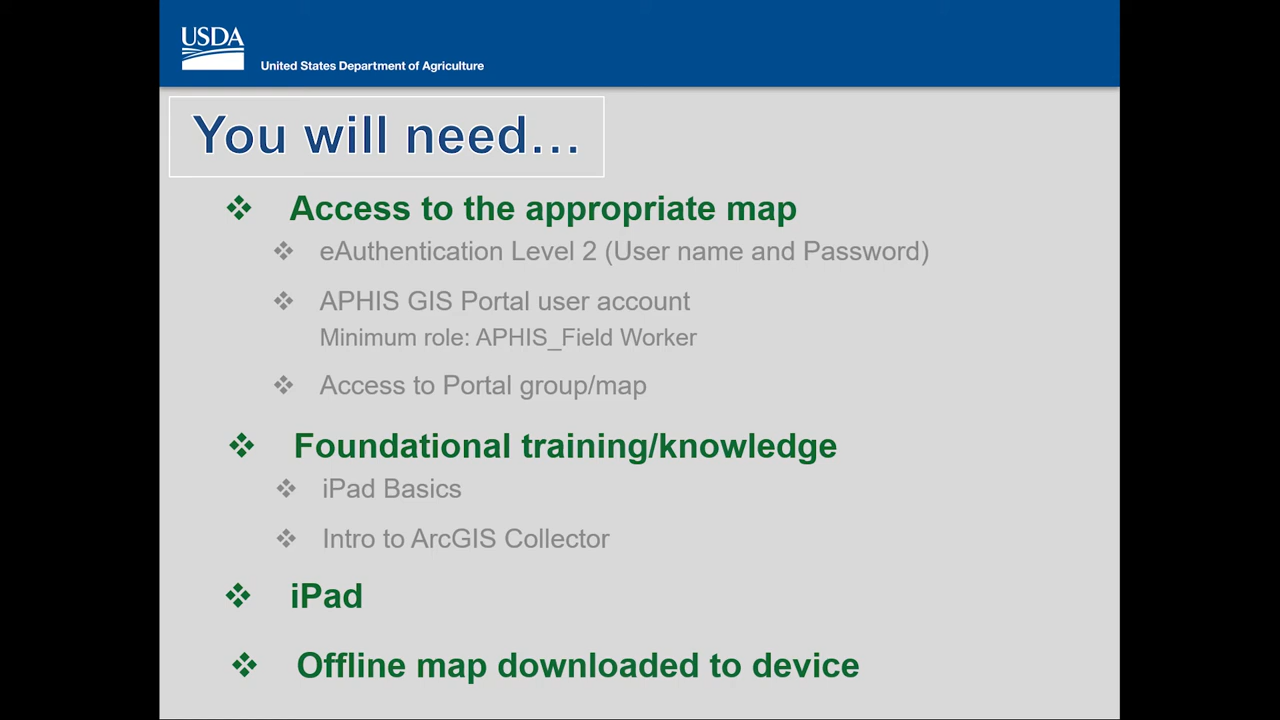 USDA
United States Department of Agriculture
You will need...
❖ Access to the appropriate map
❖ eAuthentication Level 2 (User name and Password)
❖ APHIS GIS Portal user account
Minimum role: APHIS_Field Worker
❖ Access to Portal group/map
❖ Foundational training/knowledge
❖ iPad Basics
❖ Intro to ArcGIS Collector
❖ iPad
❖ Offline map downloaded to device